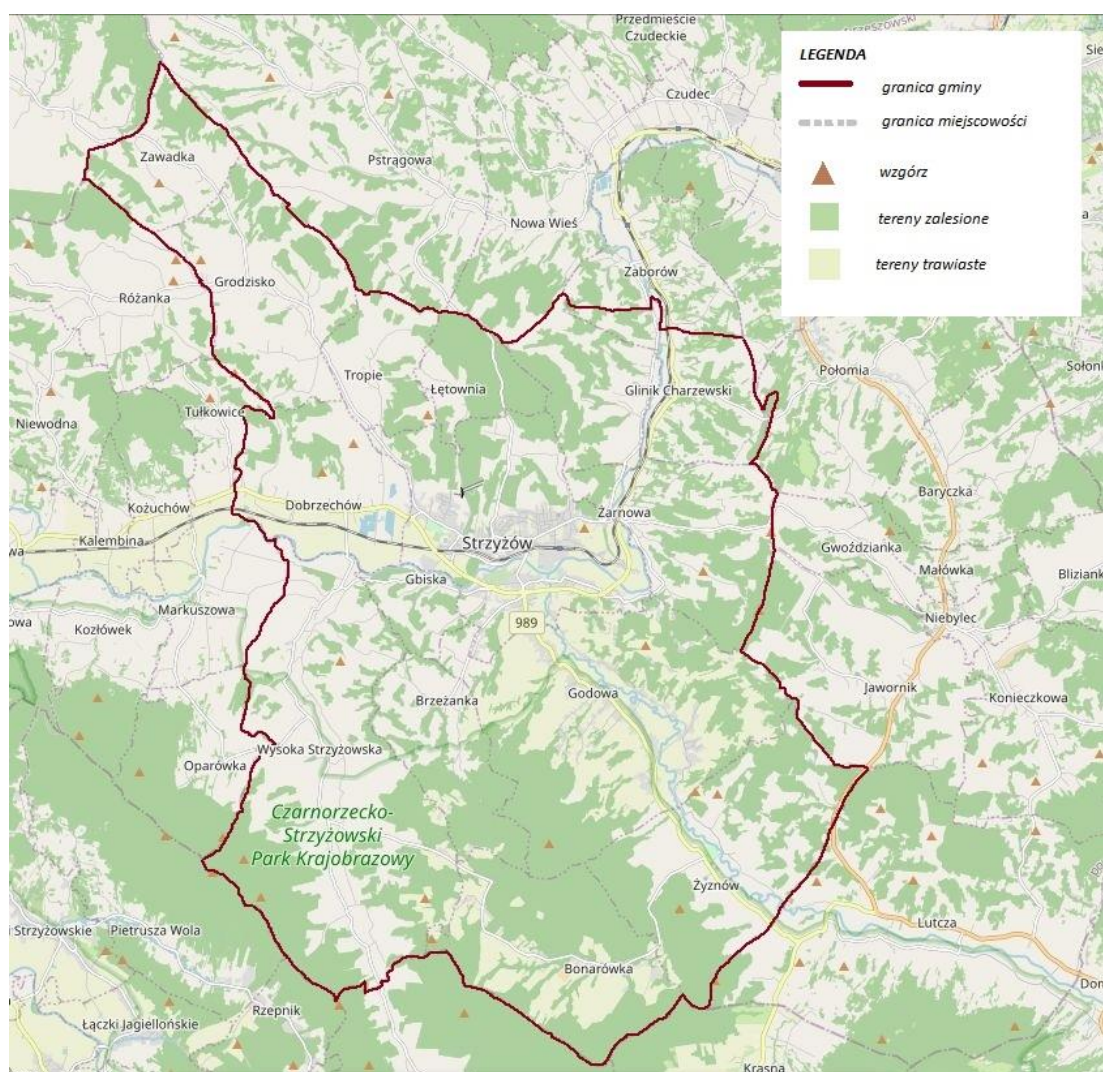 Przedmieście
Czudeckie
Czudec
LEGENDA
granica gminy
granica miejscowości
wzgórz
tereny zalesione
tereny trawiaste
Zawadka
Pstrągowa
Nowa Wieś
Zaborów
Grodzisko
Różanka
Tropie
Łętownia
Glinik Charzewski
Połomia
Tułkowice
Niewodna
Baryczka
Kożuchów
Dobrzechów
Żarnowa
Kalembina
Strzyżów
Gwoździanka
Gbiska
Małówka
Markuszowa
989
Niebylec
Kozłówek
Brzeżanka
Godowa
Jawornik
Konieczkowa
Wysoka Strzyżowska
Oparówka
Czarnorzecko-
Strzyżowski
Park Krajobrazowy
Żyznów
Lutcza
Strzyżowskie
Pietrusza Wola
Bonarówka
Rzepnik
Łączki Jagiellońskie
Krasna